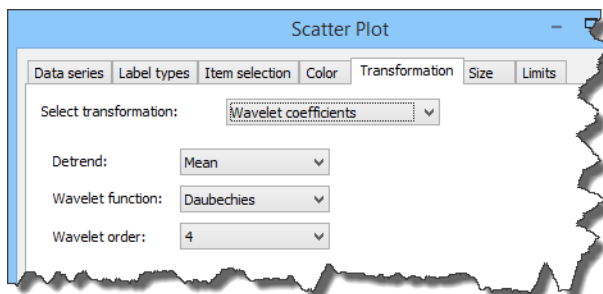 Scatter Plot
Data series Label types Item selection Color Transformation Size Limits
Select transformation: Wavelet coefficients
Detrend: Mean
Wavelet function: Daubechies
Wavelet order: 4